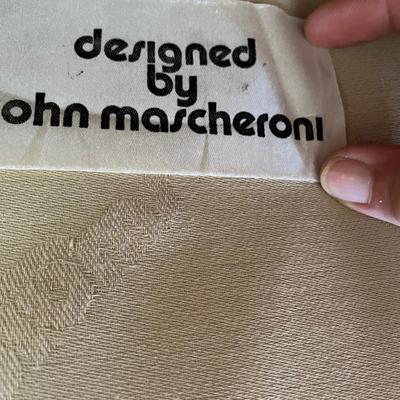 designed
by
ohn mascheroni